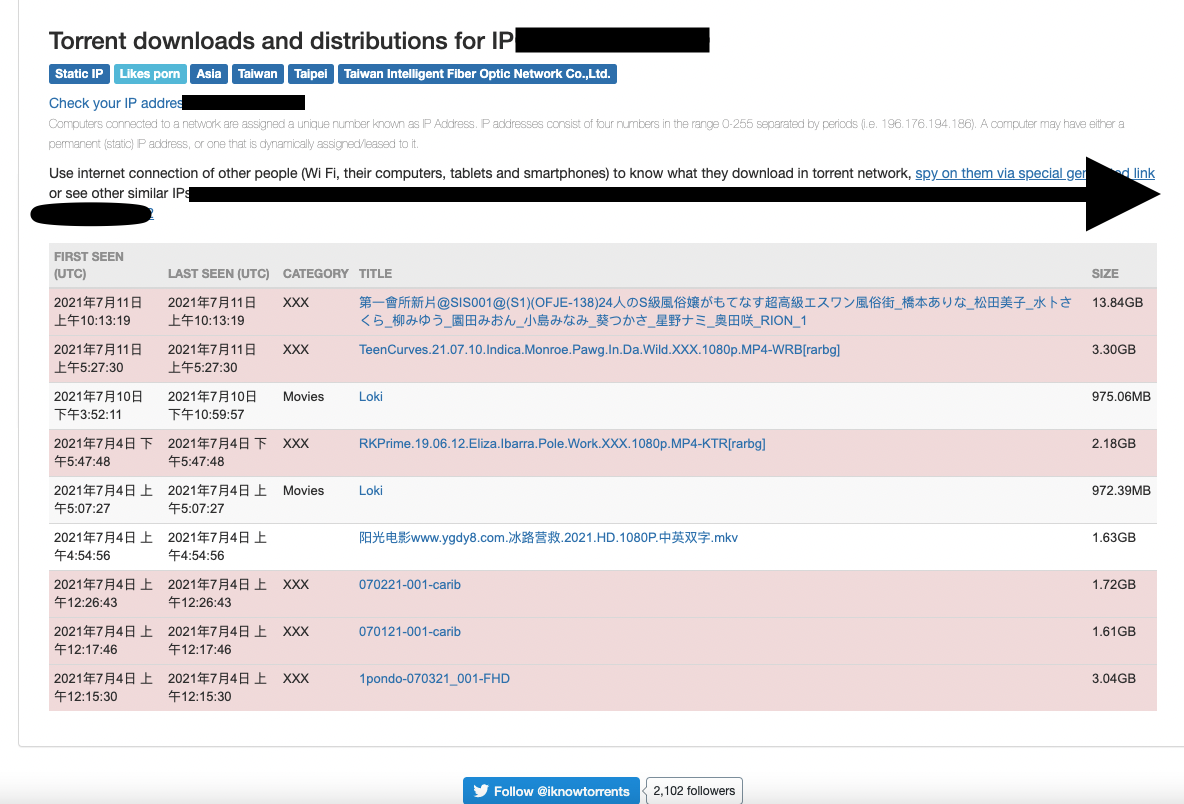 Torrent downloads and distributions for IP
Static IP Likes porn Asia Taiwan Taipei Taiwan Intelligent Fiber Optic Network Co.,Ltd.
Check your IP addres
Computers connected to a network are assigned a unique number known as IP Address. IP addresses consist of four numbers in the range 0-255 separated by periods (i.e. 196.176.194.186). A computer may have either a
permanent (static) IP address, or one that is dynamically assigned/leased to it.
Use internet connection of other people (Wi Fi, their computers, tablets and smartphones) to know what they download in torrent network, spy on them via special link
or see other similar IPs
FIRST SEEN
(UTC) LAST SEEN (UTC) CATEGORY TITLE SIZE
2021年7月11日 2021年7月11日 XXX 第一會所新片@SIS001@(S1)(OFJE-138)24人のS級風俗嬢がもてなす超高級エスワン風俗街_橋本ありな_松田美子_水トさ 13.84GB
上午10:13:19 上午10:13:19 くら_柳みゆう_園田みおん_小島みなみ_葵つかさ_星野ナミ_奥田咲_RION_1
2021年7月11日 2021年7月11日 XXX TeenCurves.21.07.10.Indica.Monroe.Pawg.In.Da.Wild.XXX.1080p.MP4-WRB[rarbg] 3.30GB
上午5:27:30 上午5:27:30
2021年7月10日 2021年7月10日 Movies Loki 975.06MB
下午3:52:11 下午10:59:57
2021年7月4日 下 2021年7月4日 下 XXX RKPrime.19.06.12.Eliza.Ibarra.Pole.Work.XXX.1080p.MP4-KTR[rarbg] 2.18GB
午5:47:48 午5:47:48
2021年7月4日 上 2021年7月4日 上 Movies Loki 972.39MB
午5:07:27 午5:07:27
2021年7月4日 上 2021年7月4日 上 阳光电影www.ygdy8.com.冰路营救.2021.HD.1080P.中英双字.mkv 1.63GB
午4:54:56 午4:54:56
2021年7月4日 上 2021年7月4日 上 XXX 070221-001-carib 1.72GB
午12:26:43 午12:26:43
2021年7月4日 上 2021年7月4日 上 XXX 070121-001-carib 1.61GB
午12:17:46 午12:17:46
2021年7月4日 上 2021年7月4日 上 XXX 1pondo-070321_001-FHD 3.04GB
午12:15:30 午12:15:30
Follow @iknowtorrents 2,102 followers